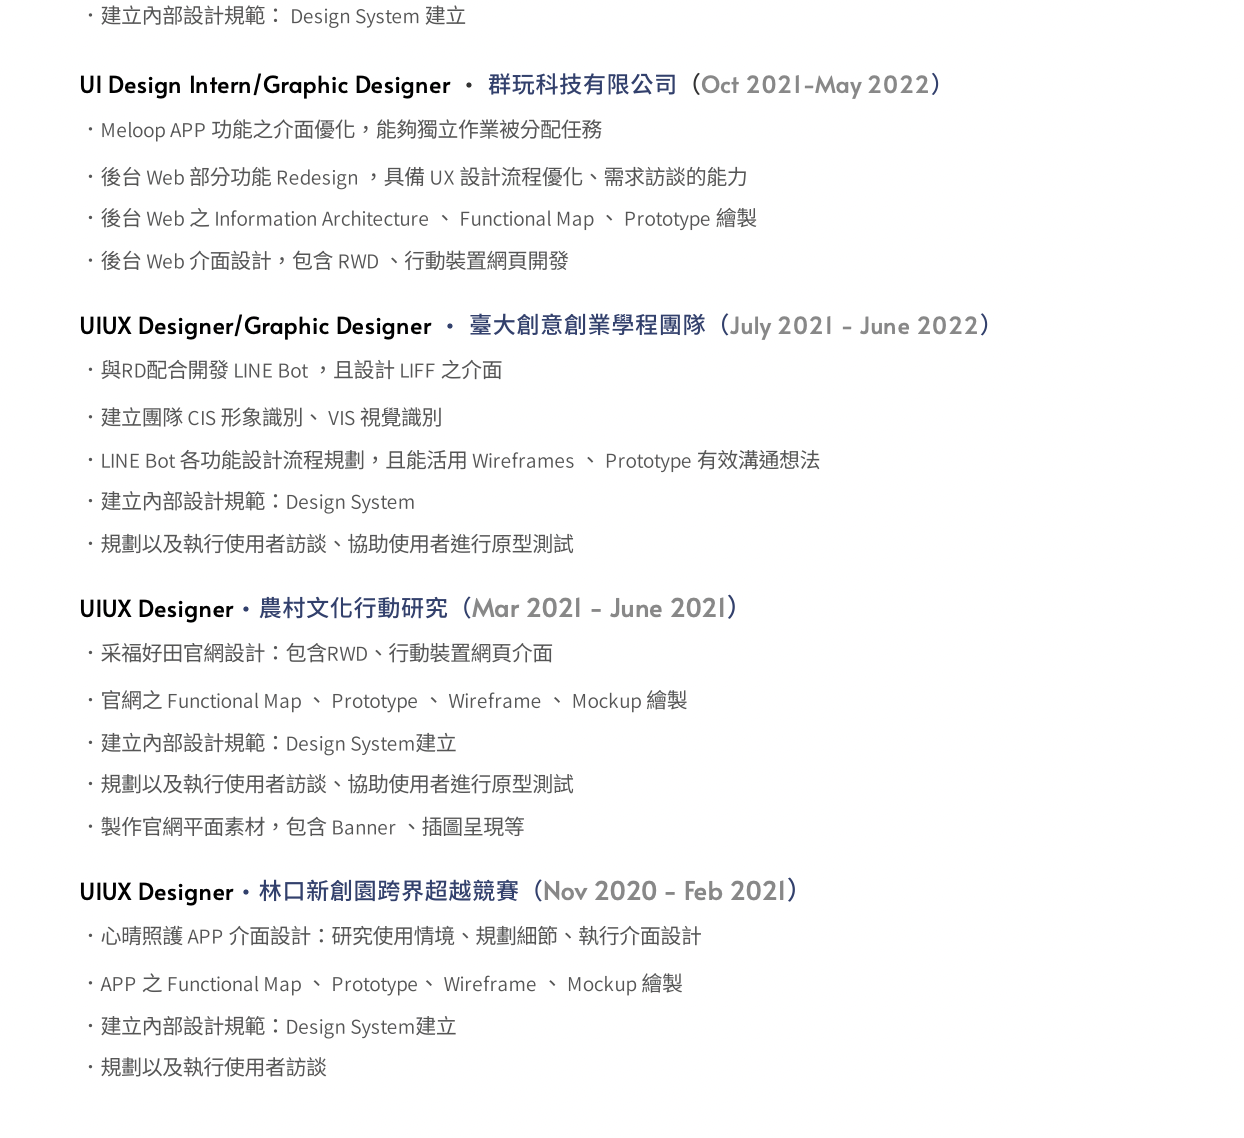 ・建立內部設計規範： Design System 建立
UI Design Intern/Graphic Designer ・ 群玩科技有限公司（Oct 2021-May 2022）
・Meloop APP 功能之介面優化，能夠獨立作業被分配任務
・後台 Web 部分功能 Redesign ，具備 UX 設計流程優化、需求訪談的能力
・後台 Web 之 Information Architecture 、 Functional Map 、 Prototype 繪製
・後台 Web 介面設計，包含 RWD 、行動裝置網頁開發
UIUX Designer/Graphic Designer ・ 臺大創意創業學程團隊（July 2021 - June 2022）
・與RD配合開發 LINE Bot ，且設計 LIFF 之介面
・建立團隊 CIS 形象識別、 VIS 視覺識別
・LINE Bot 各功能設計流程規劃，且能活用 Wireframes 、 Prototype 有效溝通想法
・建立內部設計規範：Design System
・規劃以及執行使用者訪談、協助使用者進行原型測試
UIUX Designer・農村文化行動研究（Mar 2021 - June 2021）
・采福好田官網設計：包含RWD、行動裝置網頁介面
・官網之 Functional Map 、 Prototype 、 Wireframe 、 Mockup 繪製
・建立內部設計規範：Design System建立
・規劃以及執行使用者訪談、協助使用者進行原型測試
・製作官網平面素材，包含 Banner 、插圖呈現等
UIUX Designer・林口新創園跨界超越競賽（Nov 2020 - Feb 2021）
・心晴照護 APP 介面設計：研究使用情境、規劃細節、執行介面設計
・APP 之 Functional Map 、 Prototype、 Wireframe 、 Mockup 繪製
・建立內部設計規範：Design System建立
・規劃以及執行使用者訪談